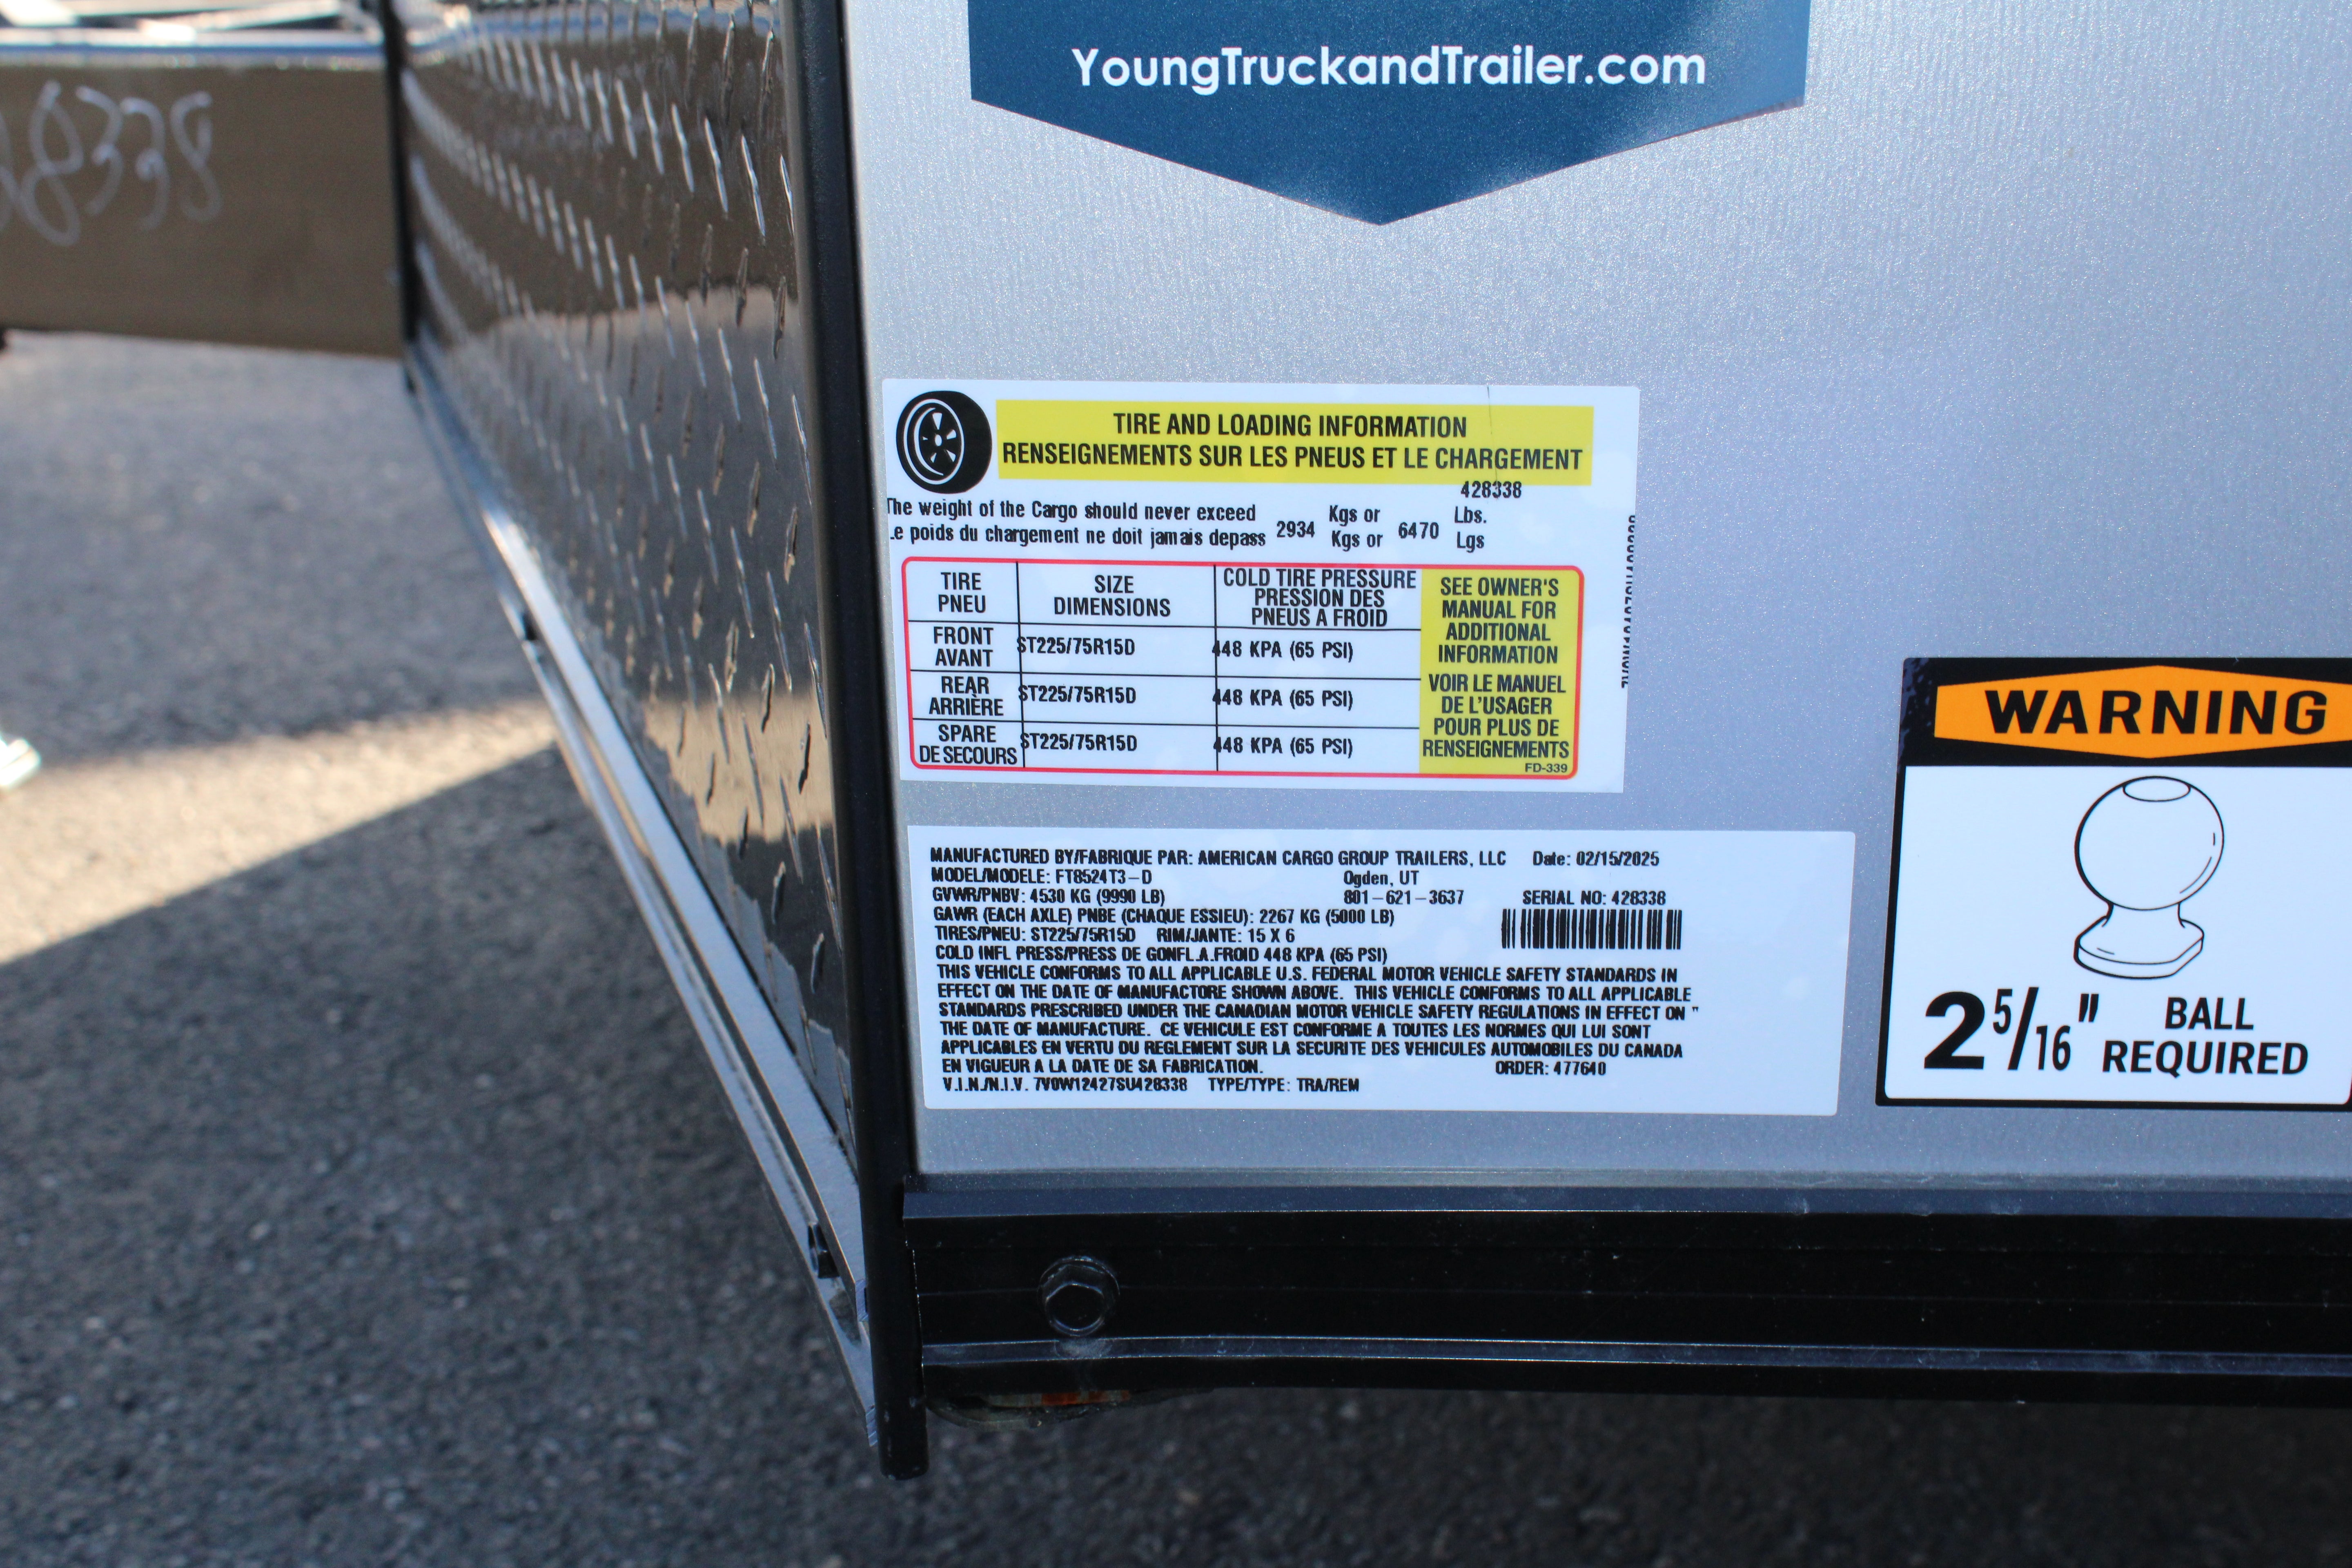 YoungTruckandTrailer.com
28338
TIRE AND LOADING INFORMATION
RENSEIGNEMENTS SUR LES PNEUS ET LE CHARGEMENT
428338
The weight of the Cargo should never exceed Kgs or Lbs.
Le poids du chargement ne doit jamais depass 2934 Kgs or 6470 Lgs
TIRE SIZE COLD TIRE PRESSURE
PNEU DIMENSIONS PRESSION DES
PNEUS A FROID
FRONT
AVANT ST225/75R15D 448 KPA (65 PSI)
REAR
ARRIÈRE ST225/75R15D 448 KPA (65 PSI)
SPARE
DE SECOURS ST225/75R15D 448 KPA (65 PSI)
SEE OWNER'S
MANUAL FOR
ADDITIONAL
INFORMATION
VOIR LE MANUEL
DE L'USAGER
POUR PLUS DE
RENSEIGNEMENTS
FD-339
MANUFACTURED BY/FABRIQUE PAR: AMERICAN CARGO GROUP TRAILERS, LLC Date: 02/15/2025
MODEL/MODELE: FT8524T3-D Ogden, UT
GVWR/PNBV: 4530 KG (9990 LB) 801-621-3637 SERIAL NO: 428338
GAWR (EACH AXLE) PNBE (CHAQUE ESSIEU): 2267 KG (5000 LB)
TIRES/PNEU: ST225/75R15D RIM/JANTE: 15 X 6
COLD INFL PRESS/PRESS DE GONFL.A.FROID 448 KPA (65 PSI)
THIS VEHICLE CONFORMS TO ALL APPLICABLE U.S. FEDERAL MOTOR VEHICLE SAFETY STANDARDS IN
EFFECT ON THE DATE OF MANUFACTORE SHOWN ABOVE. THIS VEHICLE CONFORMS TO ALL APPLICABLE
STANDARDS PRESCRIBED UNDER THE CANADIAN MOTOR VEHICLE SAFETY REGULATIONS IN EFFECT ON "
THE DATE OF MANUFACTURE. CE VEHICULE EST CONFORME A TOUTES LES NORMES QUI LUI SONT
APPLICABLES EN VERTU DU REGLEMENT SUR LA SECURITE DES VEHICULES AUTOMOBILES DU CANADA
EN VIGUEUR A LA DATE DE SA FABRICATION. ORDER: 477640
V.I.N./N.I.V. 7V0W12427SU428338 TYPE/TYPE: TRA/REM
WARNING
2 5/16" BALL
REQUIRED